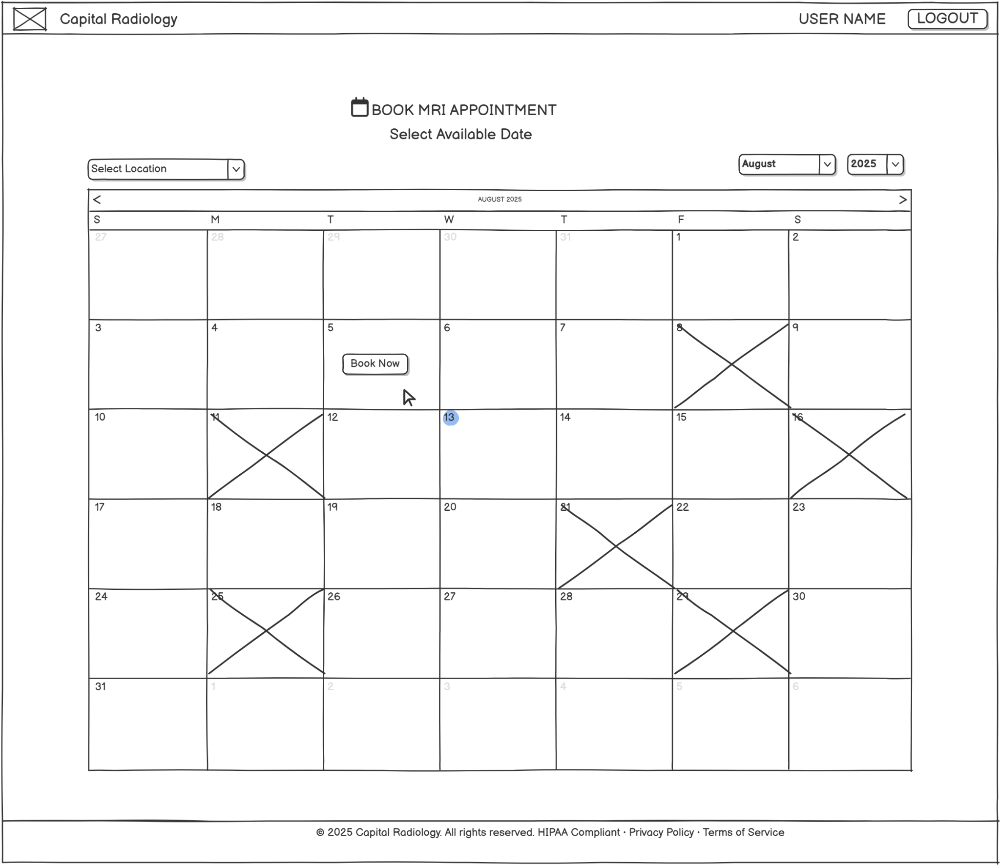 Capital Radiology
USER NAME
LOGOUT
BOOK MRI APPOINTMENT
Select Available Date
Select Location
August
2025
< AUGUST 2025 >
S M T W T F S
27 28 29 30 31 1 2
3 4 5 6 7 8 9
Book Now
10 11 12 13 14 15 16
17 18 19 20 21 22 23
24 25 26 27 28 29 30
31 1 2 3 4 5 6
© 2025 Capital Radiology. All rights reserved. HIPAA Compliant · Privacy Policy · Terms of Service